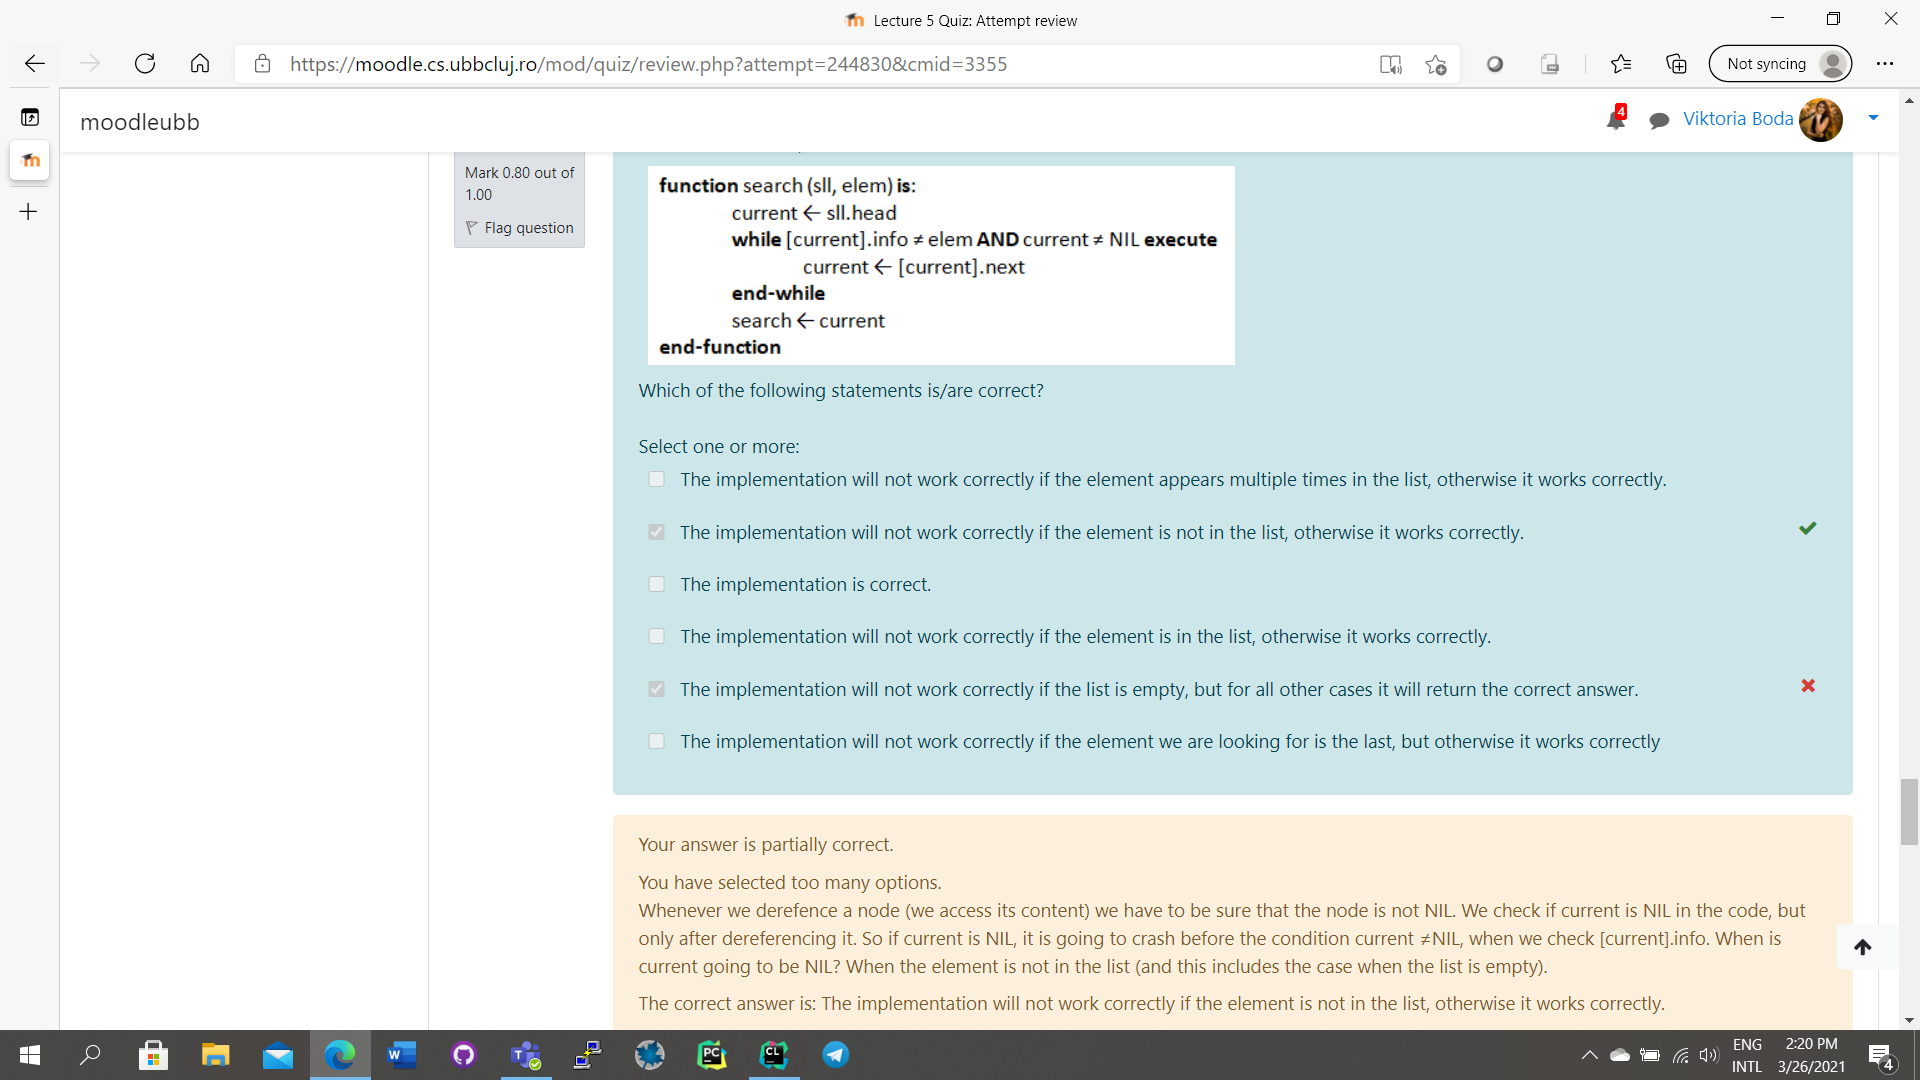 Lecture 5 Quiz: Attempt review
https://moodle.cs.ubbcluj.ro/mod/quiz/review.php?attempt=244830&cmid=3355
Not syncing
moodleubb
4
Viktoria Boda
Mark 0.80 out of
1.00
Flag question
function search (sll, elem) is:
current ← sll.head
while [current].info ≠ elem AND current ≠ NIL execute
current ← [current].next
end-while
search ← current
end-function
Which of the following statements is/are correct?
Select one or more:
The implementation will not work correctly if the element appears multiple times in the list, otherwise it works correctly.
The implementation will not work correctly if the element is not in the list, otherwise it works correctly.
The implementation is correct.
The implementation will not work correctly if the element is in the list, otherwise it works correctly.
The implementation will not work correctly if the list is empty, but for all other cases it will return the correct answer.
The implementation will not work correctly if the element we are looking for is the last, but otherwise it works correctly
Your answer is partially correct.
You have selected too many options.
Whenever we derefence a node (we access its content) we have to be sure that the node is not NIL. We check if current is NIL in the code, but
only after dereferencing it. So if current is NIL, it is going to crash before the condition current ≠NIL, when we check [current].info. When is
current going to be NIL? When the element is not in the list (and this includes the case when the list is empty).
The correct answer is: The implementation will not work correctly if the element is not in the list, otherwise it works correctly.
ENG
INTL
2:20 PM
3/26/2021
4